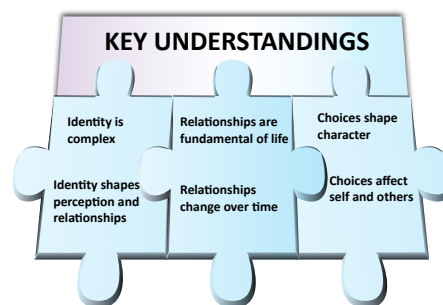 KEY UNDERSTANDINGS
Identity is
complex
Identity shapes
perception and
relationships
Relationships are
fundamental of life
Relationships
change over time
Choices shape
character
Choices affect
self and others